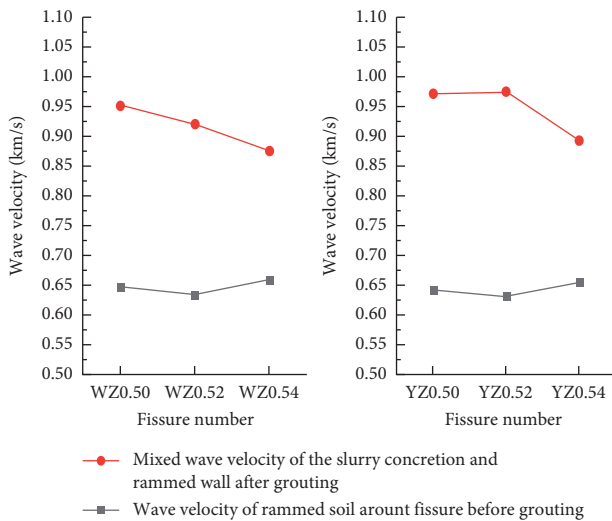 1.10
1.05
1.00
0.95
0.90
0.85
0.80
0.75
0.70
0.65
0.60
0.55
0.50
Wave velocity (km/s)
WZ0.50 WZ0.52 WZ0.54
Fissure number
1.10
1.05
1.00
0.95
0.90
0.85
0.80
0.75
0.70
0.65
0.60
0.55
0.50
Wave velocity (km/s)
YZ0.50 YZ0.52 YZ0.54
Fissure number
Mixed wave velocity of the slurry concretion and
rammed wall after grouting
Wave velocity of rammed soil arount fissure before grouting